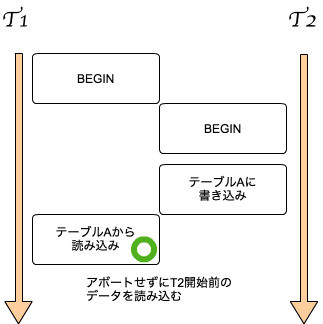 T1
T2
BEGIN
BEGIN
テーブルAに
書き込み
テーブルAから
読み込み
アボートせずにT2開始前の
データを読み込む